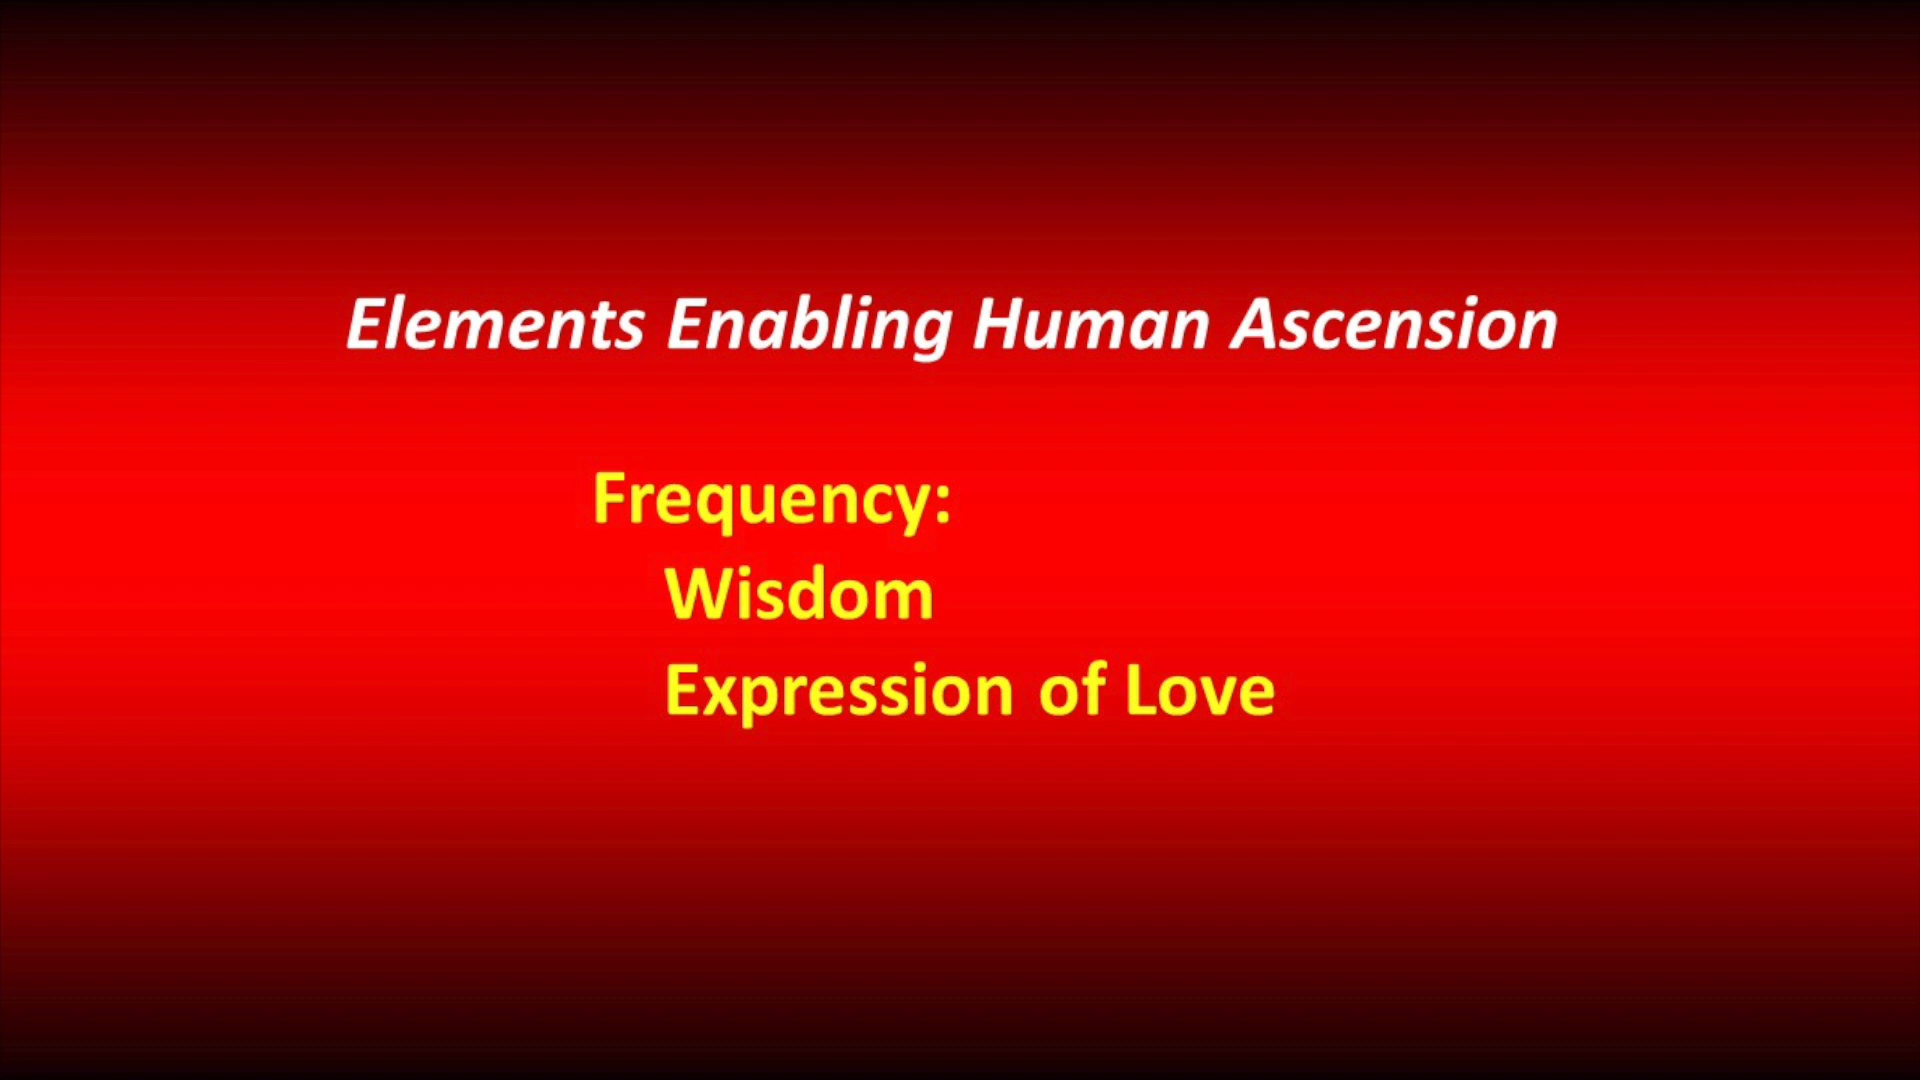 Elements Enabling Human Ascension
Frequency:
Wisdom
Expression of Love